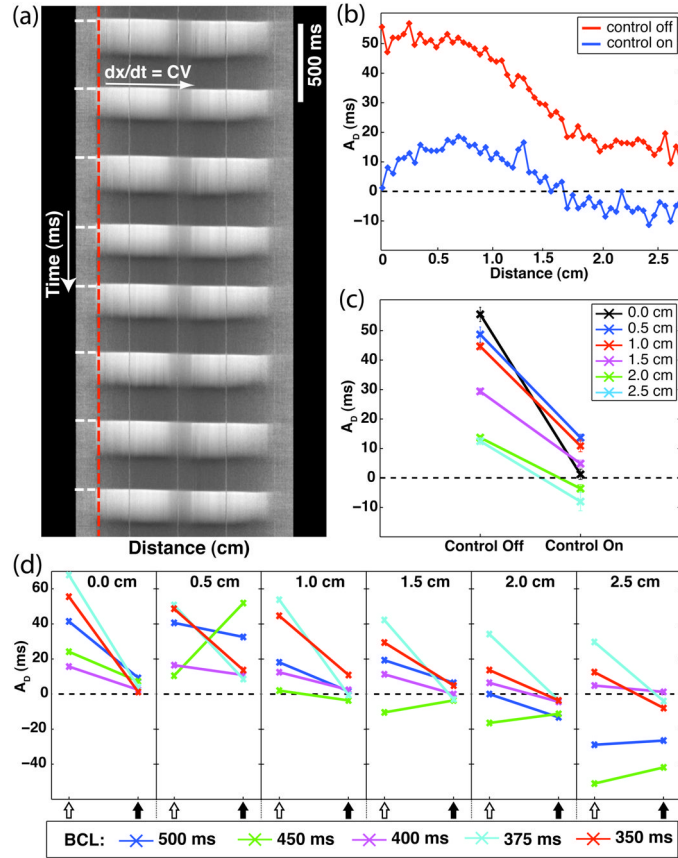 (a)
500 ms
dx/dt = CV
Time (ms)
Distance (cm)
(b)
control off
control on
50
40
30
20
10
0
−10
A_D (ms)
0
0.5
1.0
1.5
2.0
2.5
Distance (cm)
(c)
0.0 cm
0.5 cm
1.0 cm
1.5 cm
2.0 cm
2.5 cm
50
40
30
20
10
0
−10
A_D (ms)
Control Off
Control On
(d)
0.0 cm
0.5 cm
1.0 cm
1.5 cm
2.0 cm
2.5 cm
60
40
20
0
−20
−40
A_D (ms)
BCL: 500 ms 450 ms 400 ms 375 ms 350 ms